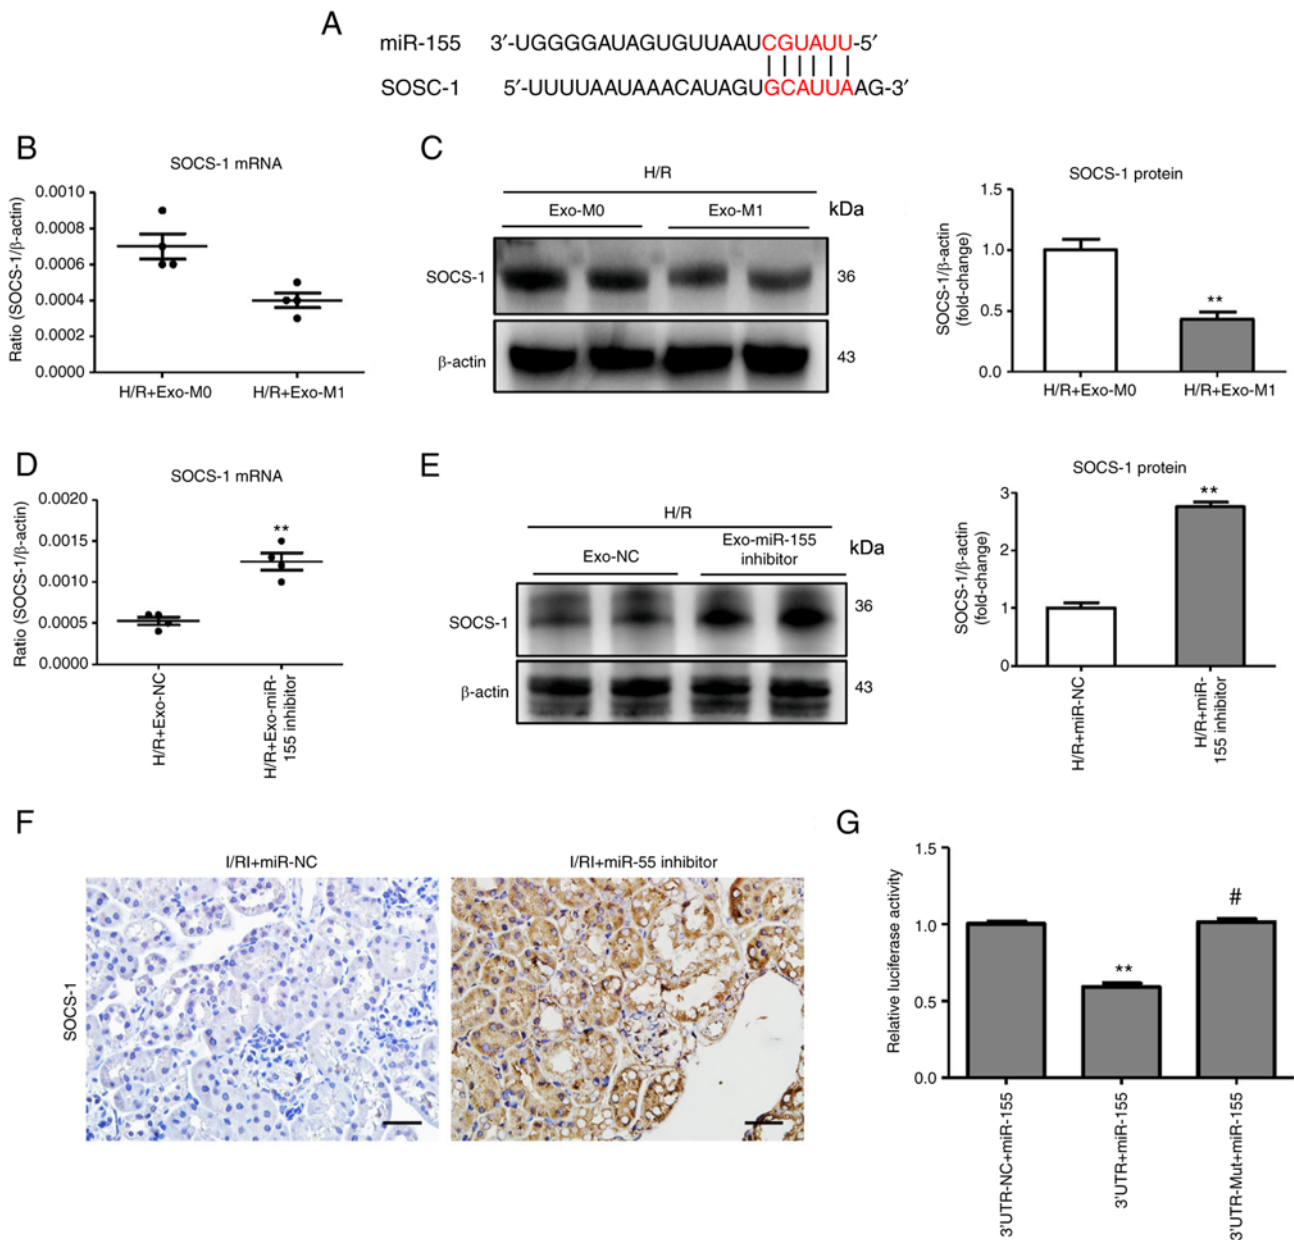 A
miR-155 3′-UGGGGAUAGUGUUAAUCGUAUU-5′
SOSC-1 5′-UUUUAAUAAACAUAGUGCAUUAAG-3′
B
SOCS-1 mRNA
Ratio (SOCS-1/β-actin)
0.0010
0.0008
0.0006
0.0004
0.0002
0.0000
H/R+Exo-M0 H/R+Exo-M1
C
H/R
Exo-M0 Exo-M1 kDa
SOCS-1 36
β-actin 43
SOCS-1 protein
SOCS-1/β-actin
(fold-change)
1.5
1.0
0.5
0.0
**
H/R+Exo-M0 H/R+Exo-M1
D
SOCS-1 mRNA
Ratio (SOCS-1/β-actin)
0.0020
0.0015
0.0010
0.0005
0.0000
**
H/R+Exo-NC
H/R+Exo-miR-
155 inhibitor
E
H/R
Exo-NC
Exo-miR-155
inhibitor
kDa
SOCS-1 36
β-actin 43
SOCS-1 protein
SOCS-1/β-actin
(fold-change)
3
2
1
0
**
H/R+miR-NC
H/R+miR-
155 inhibitor
F
I/RI+miR-NC I/RI+miR-55 inhibitor
SOCS-1
G
Relative luciferase activity
1.5
1.0
0.5
0.0
**
#
3′UTR-NC+miR-155
3′UTR+miR-155
3′UTR-Mut+miR-155